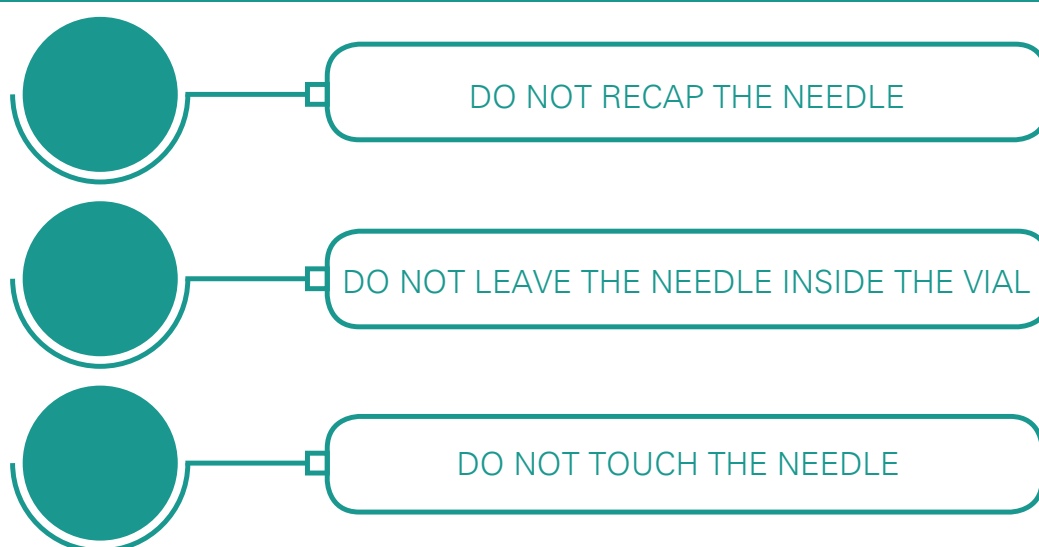 DO NOT RECAP THE NEEDLE
DO NOT LEAVE THE NEEDLE INSIDE THE VIAL
DO NOT TOUCH THE NEEDLE